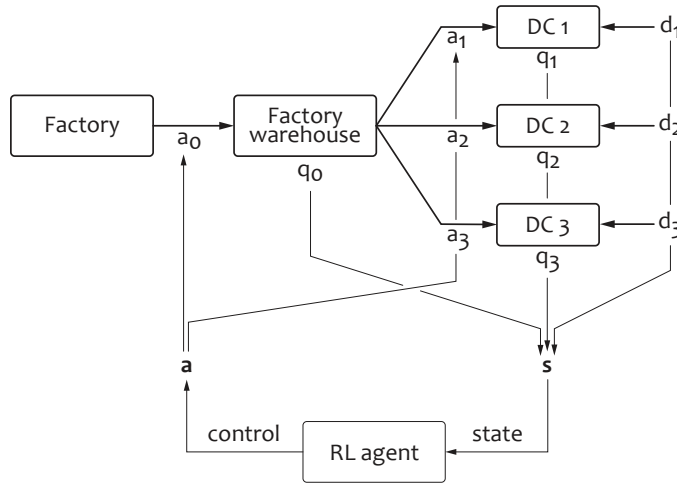 DC 1
a1
d1
q1
Factory
a0
Factory
warehouse
q0
DC 2
a2
d2
q2
DC 3
a3
d3
q3
a
s
control
RL agent
state